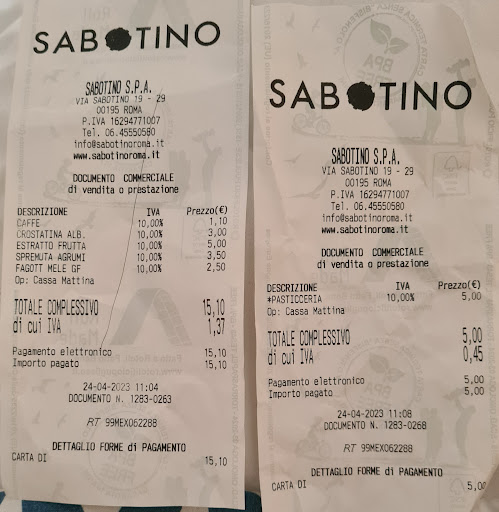 SABOTINO
SABOTINO S.P.A.
VIA SABOTINO 19 - 29
00195 ROMA
P.IVA 16294771007
Tel. 06.45550580
info@sabotinoroma.it
www.sabotinoroma.it
DOCUMENTO COMMERCIALE
di vendita o prestazione
DESCRIZIONE IVA Prezzo(€)
CAFFE 10,00% 1,10
CROSTATINA ALB. 10,00% 3,00
ESTRATTO FRUTTA 10,00% 5,00
SPREMUTA AGRUMI 10,00% 3,50
FAGOTT MELE GF 10,00% 2,50
Op: Cassa Mattina
TOTALE COMPLESSIVO 15,10
di cui IVA 1,37
Pagamento elettronico 15,10
Importo pagato 15,10
24-04-2023 11:04
DOCUMENTO N. 1283-0263
RT 99MEX062288
DETTAGLIO FORME di PAGAMENTO
CARTA DI 15,10
SABOTINO
SABOTINO S.P.A.
VIA SABOTINO 19 - 29
00195 ROMA
P.IVA 16294771007
Tel. 06.45550580
info@sabotinoroma.it
www.sabotinoroma.it
DOCUMENTO COMMERCIALE
di vendita o prestazione
DESCRIZIONE IVA Prezzo(€)
*PASTICCERIA 10,00% 5,00
Op: Cassa Mattina
TOTALE COMPLESSIVO 5,00
di cui IVA 0,45
Pagamento elettronico 5,00
Importo pagato 5,00
24-04-2023 11:08
DOCUMENTO N. 1283-0268
RT 99MEX062288
DETTAGLIO FORME di PAGAMENTO
CARTA DI 5,00